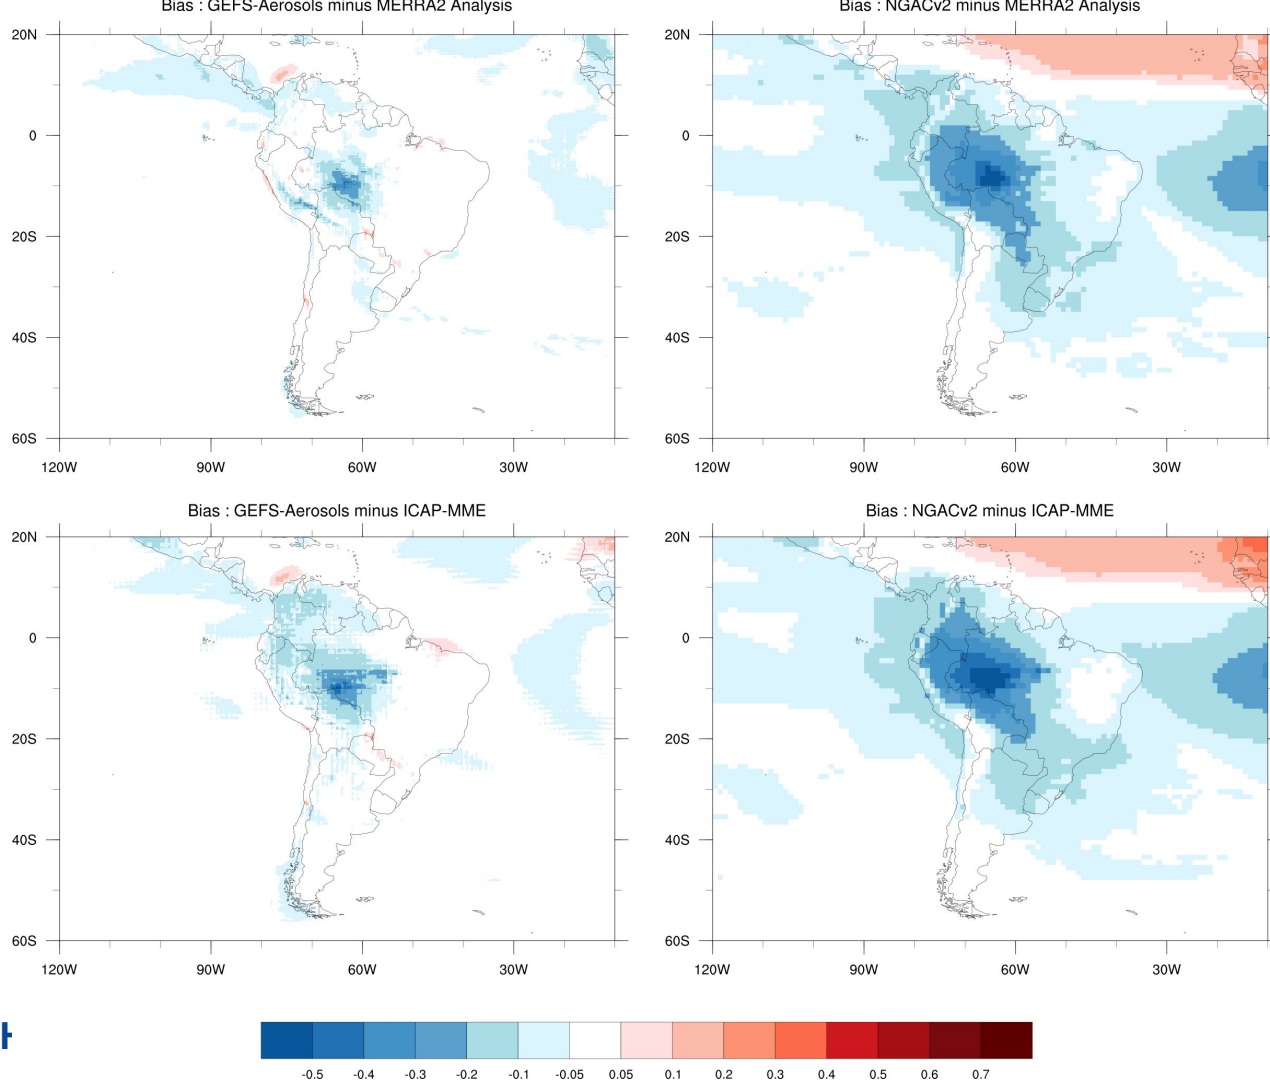 Bias : GEFS-Aerosols minus MERRA2 Analysis
Bias : NGACv2 minus MERRA2 Analysis
20N
0
20S
40S
60S
120W 90W 60W 30W
20N
0
20S
40S
60S
120W 90W 60W 30W
Bias : GEFS-Aerosols minus ICAP-MME
Bias : NGACv2 minus ICAP-MME
20N
0
20S
40S
60S
120W 90W 60W 30W
20N
0
20S
40S
60S
120W 90W 60W 30W
-0.5 -0.4 -0.3 -0.2 -0.1 -0.05 0.05 0.1 0.2 0.3 0.4 0.5 0.6 0.7